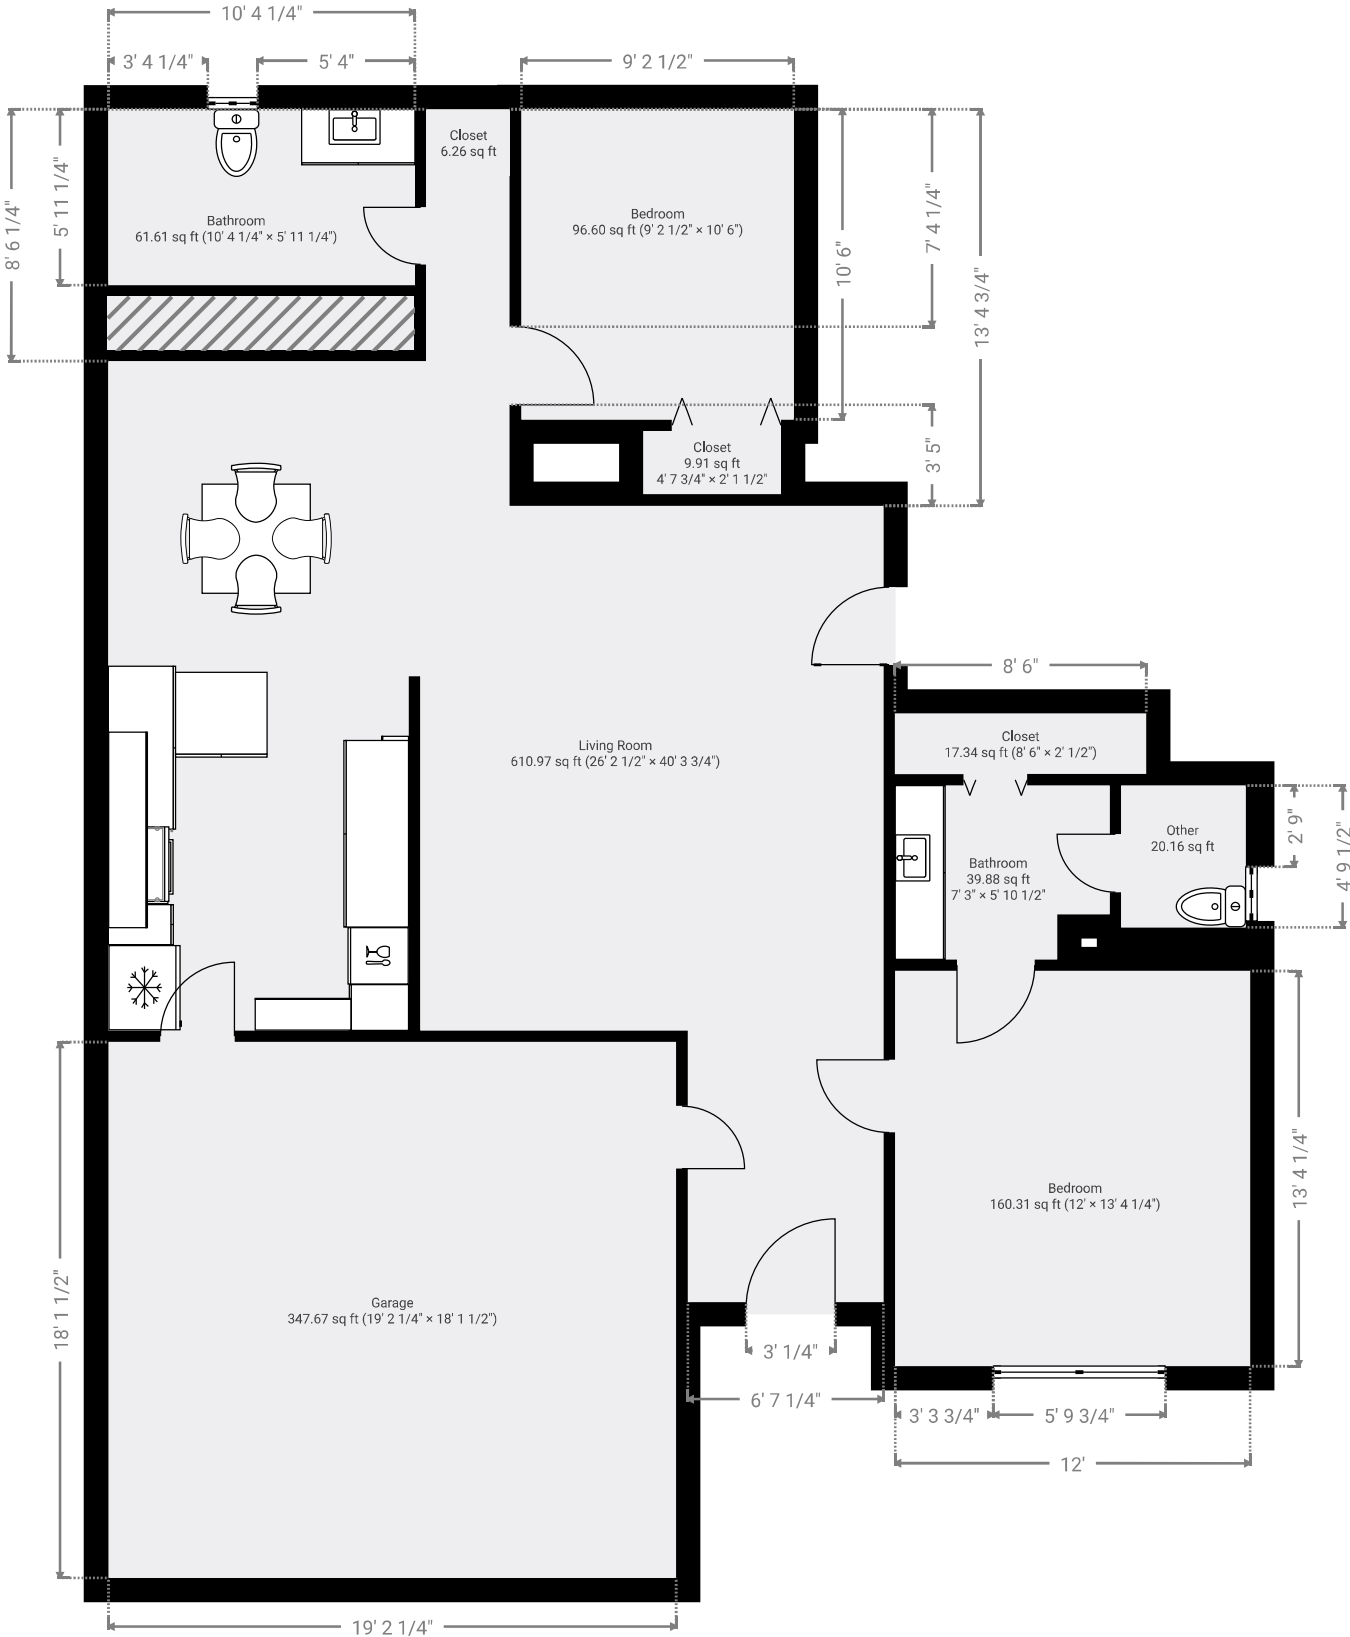 10' 4 1/4"
3' 4 1/4"
5' 4"
9' 2 1/2"
8' 6 1/4"
5' 11 1/4"
Closet
6.26 sq ft
Bathroom
61.61 sq ft (10' 4 1/4" × 5' 11 1/4")
Bedroom
96.60 sq ft (9' 2 1/2" × 10' 6")
10' 6"
7' 4 1/4"
13' 4 3/4"
3' 5"
Closet
9.91 sq ft
4' 7 3/4" × 2' 1 1/2"
8' 6"
Living Room
610.97 sq ft (26' 2 1/2" × 40' 3 3/4")
Closet
17.34 sq ft (8' 6" × 2' 1/2")
Other
20.16 sq ft
2' 9"
4' 9 1/2"
Bathroom
39.88 sq ft
7' 3" × 5' 10 1/2"
Bedroom
160.31 sq ft (12' × 13' 4 1/4")
13' 4 1/4"
18' 1 1/2"
Garage
347.67 sq ft (19' 2 1/4" × 18' 1 1/2")
3' 1/4"
6' 7 1/4"
3' 3 3/4"
5' 9 3/4"
12'
19' 2 1/4"